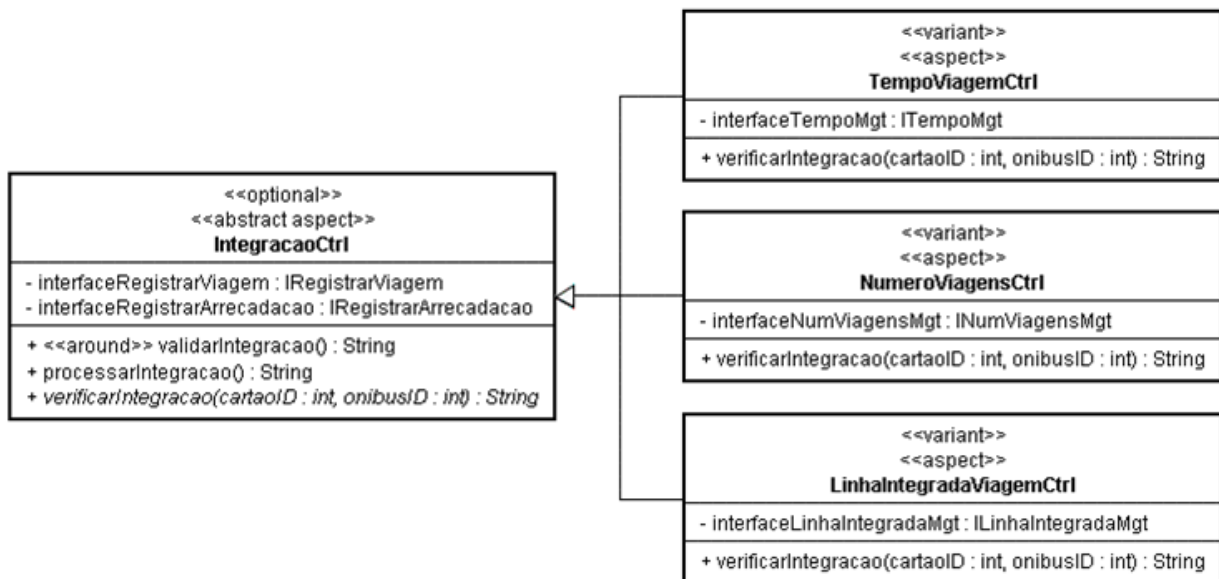 <<optional>>
<<abstract aspect>>
IntegracaoCtrl
- interfaceRegistrarViagem : IRegistrarViagem
- interfaceRegistrarArrecadacao : IRegistrarArrecadacao
+ <<around>> validarIntegracao() : String
+ processarIntegracao() : String
+ verificarIntegracao(cartaoID : int, onibusID : int) : String
<<variant>>
<<aspect>>
TempoViagemCtrl
- interfaceTempoMgt : ITempoMgt
+ verificarIntegracao(cartaoID : int, onibusID : int) : String
<<variant>>
<<aspect>>
NumeroViagensCtrl
- interfaceNumViagensMgt : INumViagensMgt
+ verificarIntegracao(cartaoID : int, onibusID : int) : String
<<variant>>
<<aspect>>
LinhaIntegradaViagemCtrl
- interfaceLinhaIntegradaMgt : ILinhaIntegradaMgt
+ verificarIntegracao(cartaoID : int, onibusID : int) : String